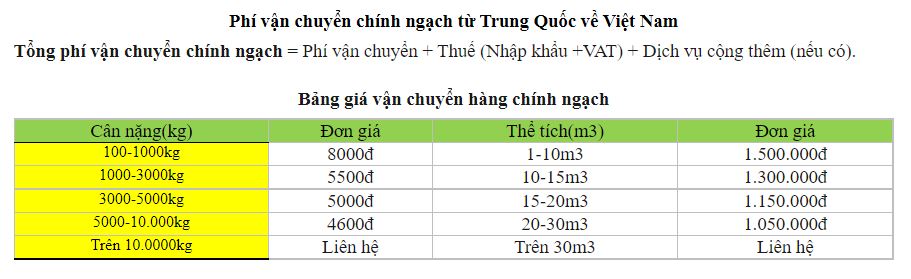 Phí vận chuyển chính ngạch từ Trung Quốc về Việt Nam
Tổng phí vận chuyển chính ngạch = Phí vận chuyển + Thuế (Nhập khẩu +VAT) + Dịch vụ cộng thêm (nếu có).
Bảng giá vận chuyển hàng chính ngạch
Cân nặng(kg) Đơn giá Thể tích(m3) Đơn giá
100-1000kg 8000đ 1-10m3 1.500.000đ
1000-3000kg 5500đ 10-15m3 1.300.000đ
3000-5000kg 5000đ 15-20m3 1.150.000đ
5000-10.000kg 4600đ 20-30m3 1.050.000đ
Trên 10.0000kg Liên hệ Trên 30m3 Liên hệ